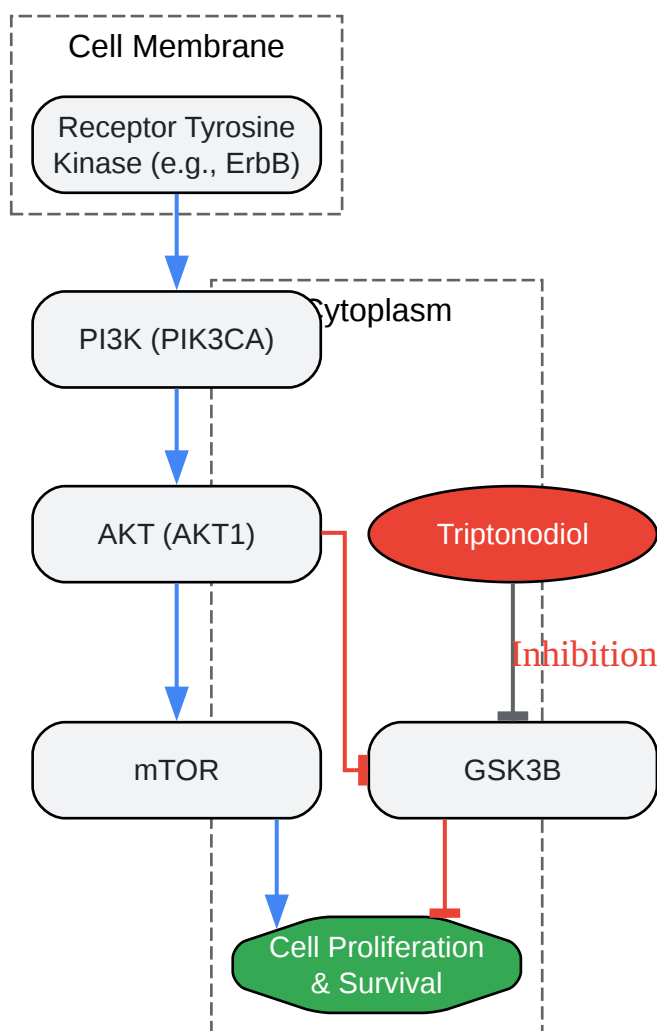 Cell Membrane
Receptor Tyrosine
Kinase (e.g., ErbB)
Cytoplasm
PI3K (PIK3CA)
AKT (AKT1)
Triptonodiol
Inhibition
mTOR
GSK3B
Cell Proliferation
& Survival